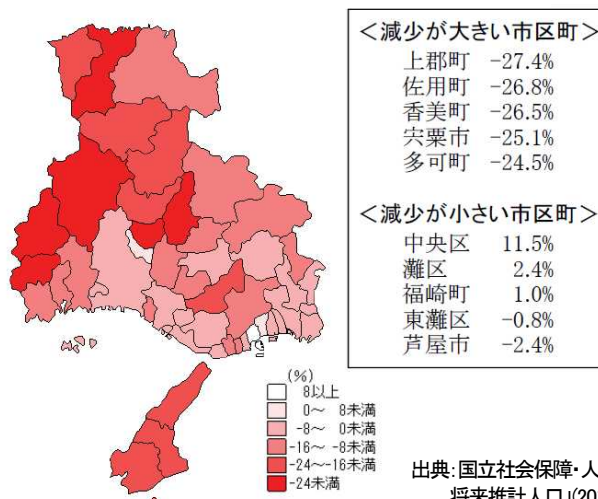 ＜減少が大きい市区町＞
上郡町 -27.4%
佐用町 -26.8%
香美町 -26.5%
宍粟市 -25.1%
多可町 -24.5%
＜減少が小さい市区町＞
中央区 11.5%
灘区 2.4%
福崎町 1.0%
東灘区 -0.8%
芦屋市 -2.4%
(%)
8以上
0～ 8未満
-8～ 0未満
-16～ -8未満
-24～-16未満
-24未満
出典:国立社会保障・人
将来推計人口」(20